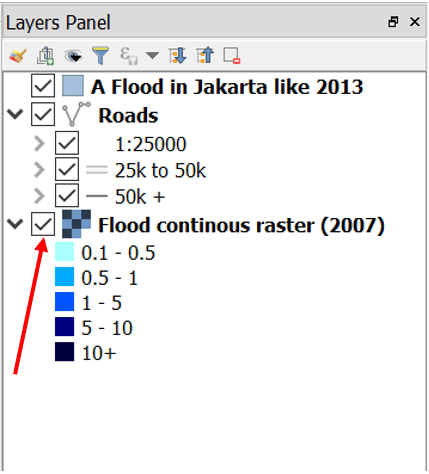 Layers Panel
A Flood in Jakarta like 2013
Roads
1:25000
25k to 50k
50k +
Flood continous raster (2007)
0.1 - 0.5
0.5 - 1
1 - 5
5 - 10
10+